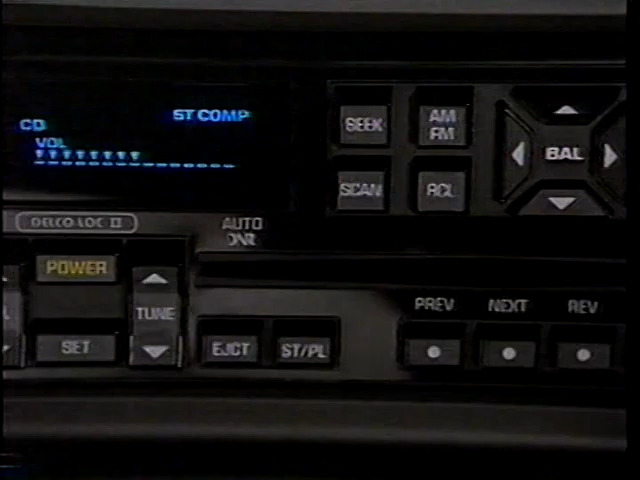 ST COMP
CD
VOL
SEEK
AM
FM
BAL
SCAN
RCL
DELCO LOC II
AUTO
DNR
POWER
TUNE
SET
EJCT
ST/PL
PREV
NEXT
REV